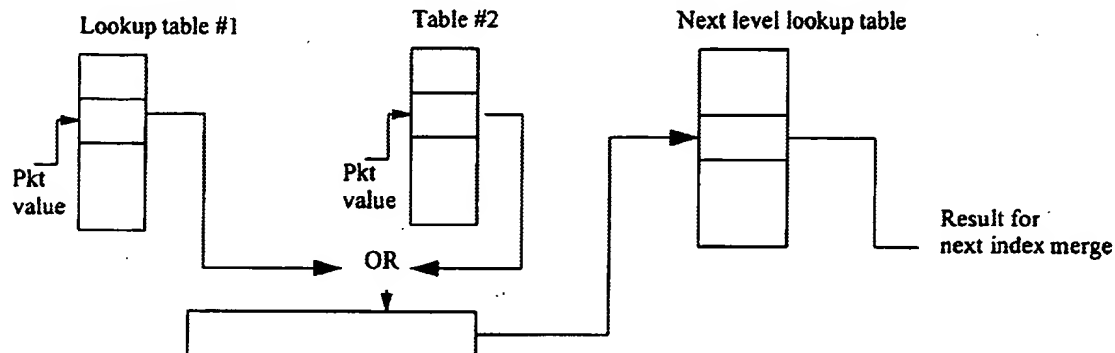 Lookup table #1
Table #2
Next level lookup table
Pkt
value
Pkt
value
OR
Result for
next index merge